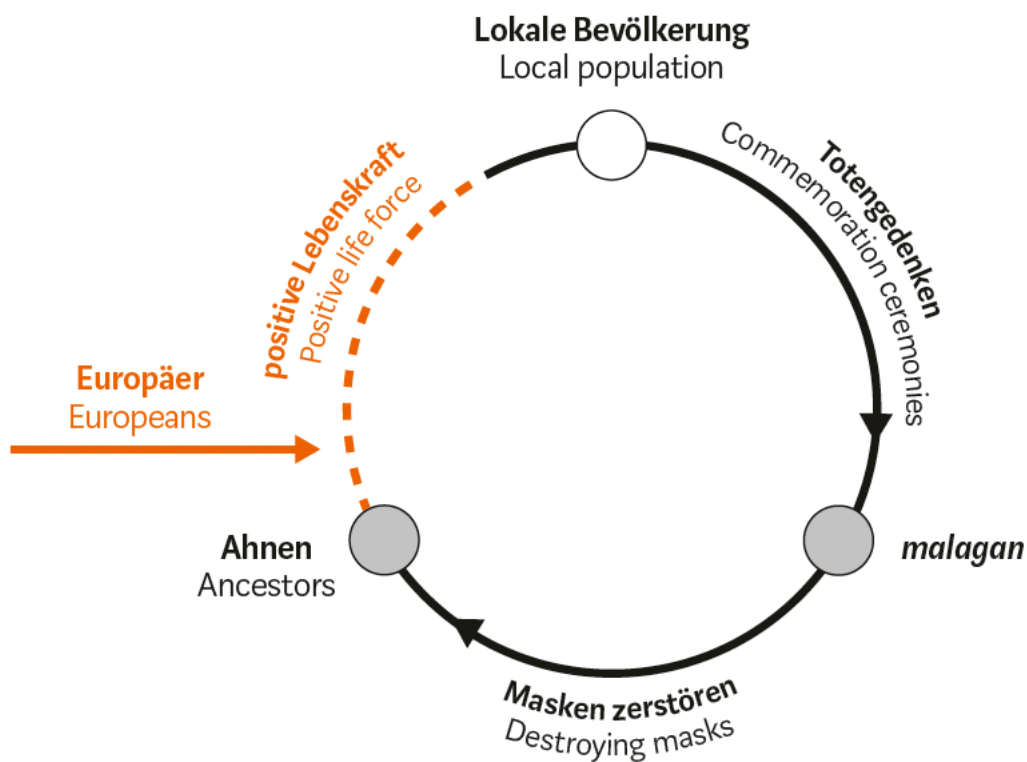 Lokale Bevölkerung
Local population
Totengedenken
Commemoration ceremonies
positive Lebenskraft
Positive life force
Europäer
Europeans
Ahnen
Ancestors
malagan
Masken zerstören
Destroying masks